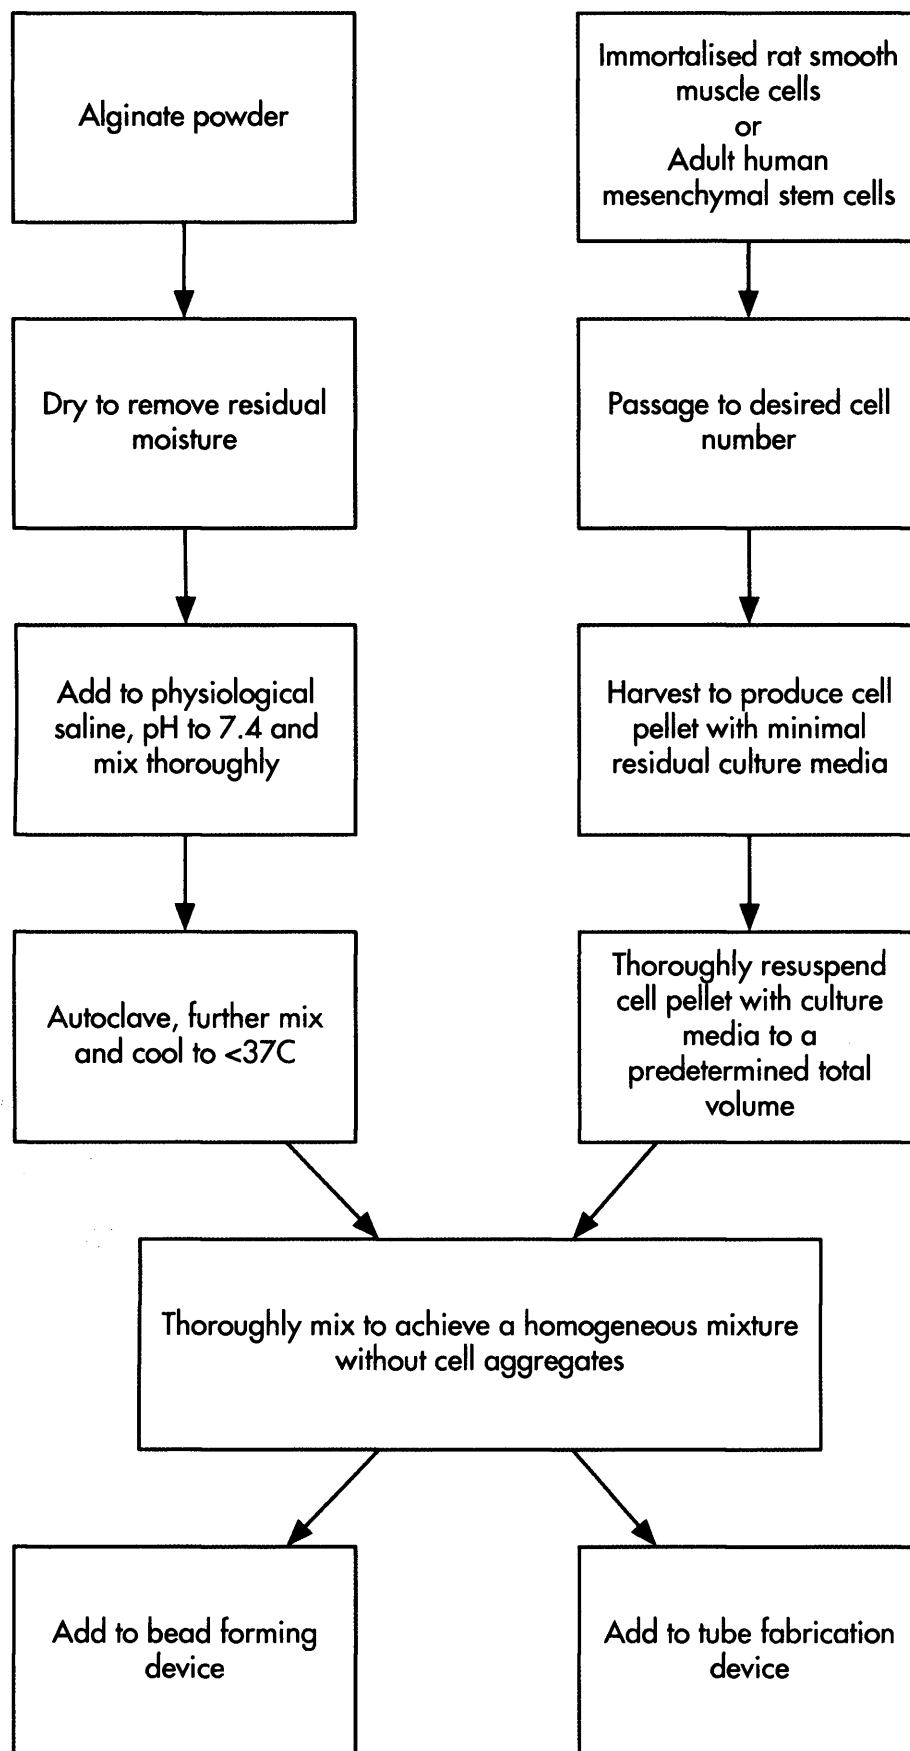 Alginate powder
Immortalised rat smooth
muscle cells
or
Adult human
mesenchymal stem cells
Dry to remove residual
moisture
Passage to desired cell
number
Add to physiological
saline, pH to 7.4 and
mix thoroughly
Harvest to produce cell
pellet with minimal
residual culture media
Autoclave, further mix
and cool to <37C
Thoroughly resuspend
cell pellet with culture
media to a
predetermined total
volume
Thoroughly mix to achieve a homogeneous mixture
without cell aggregates
Add to bead forming
device
Add to tube fabrication
device